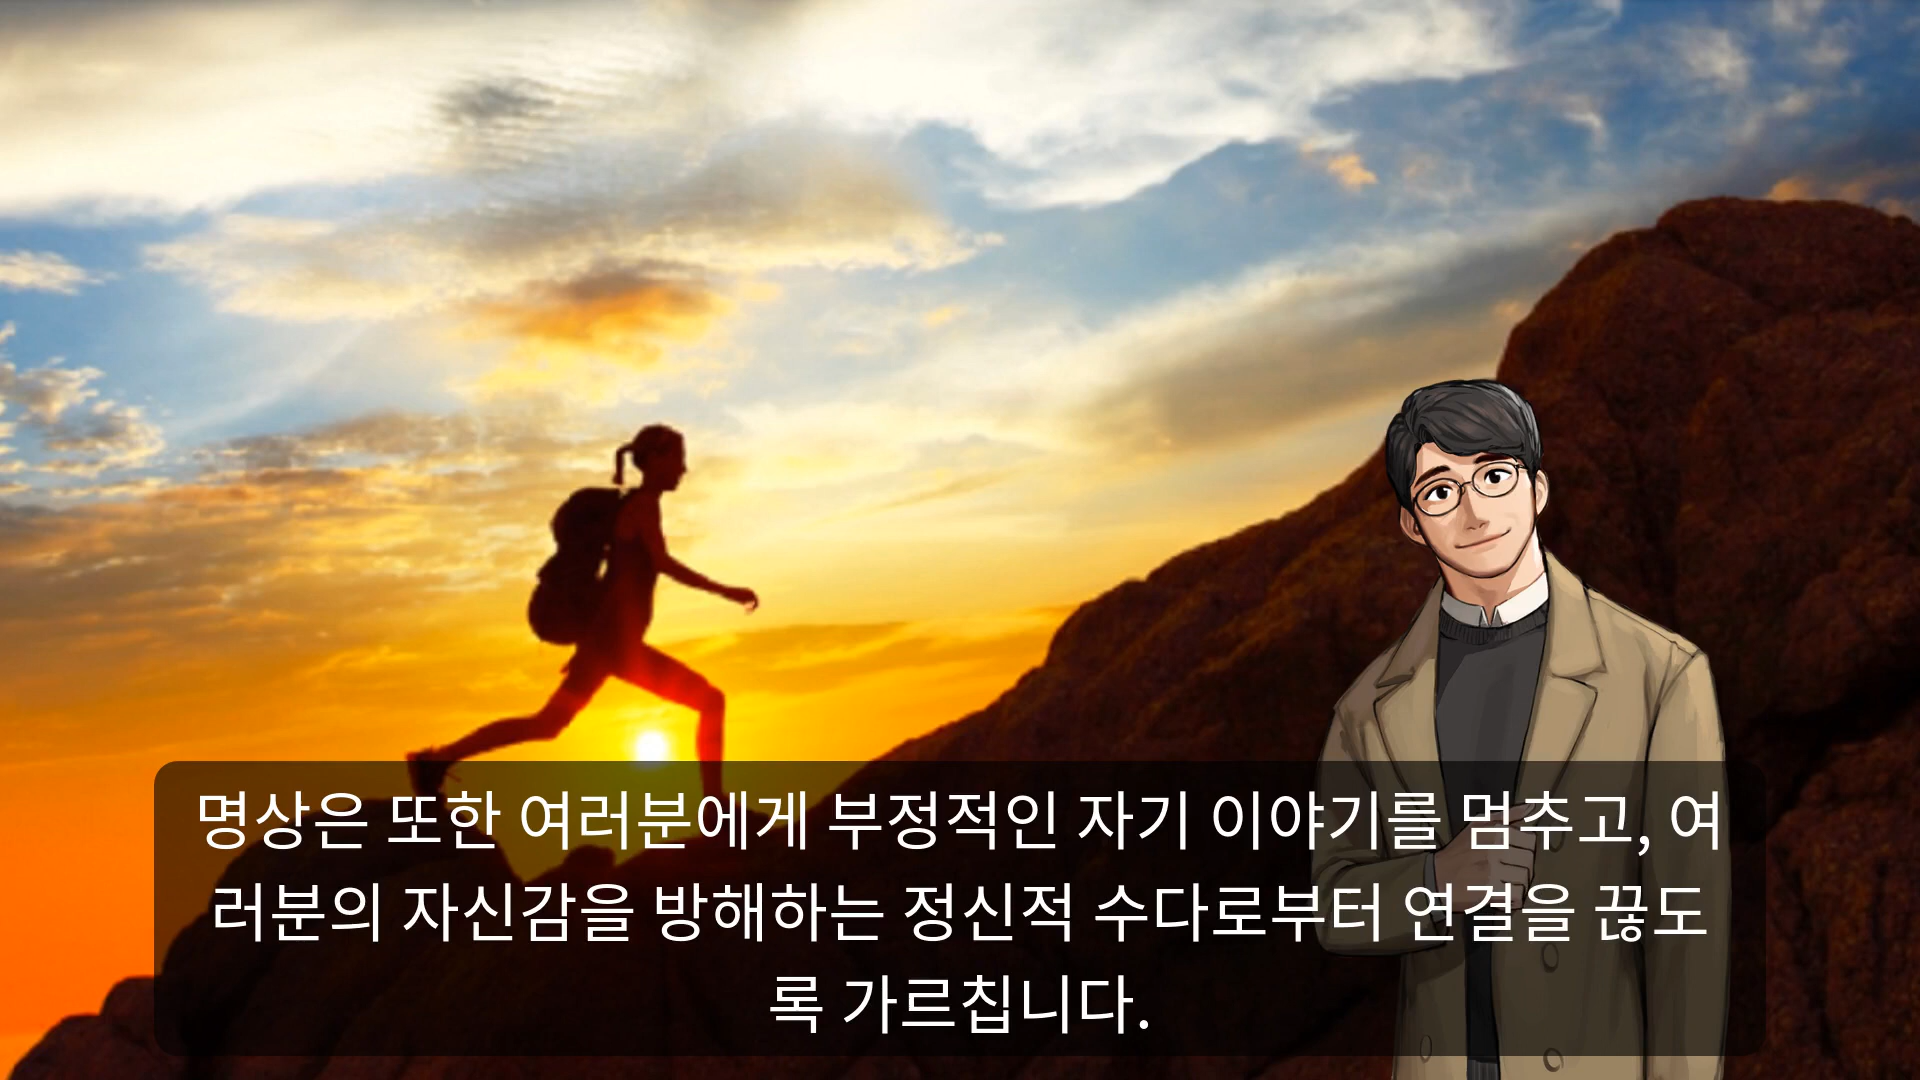 명상은 또한 여러분에게 부정적인 자기 이야기를 멈추고, 여
러분의 자신감을 방해하는 정신적 수다로부터 연결을 끊도
록 가르칩니다.